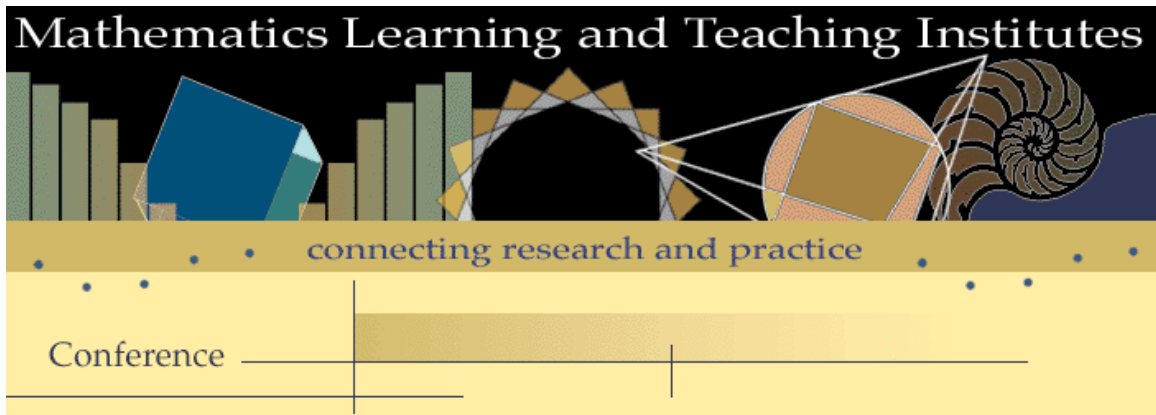 Mathematics Learning and Teaching Institutes
connecting research and practice
Conference